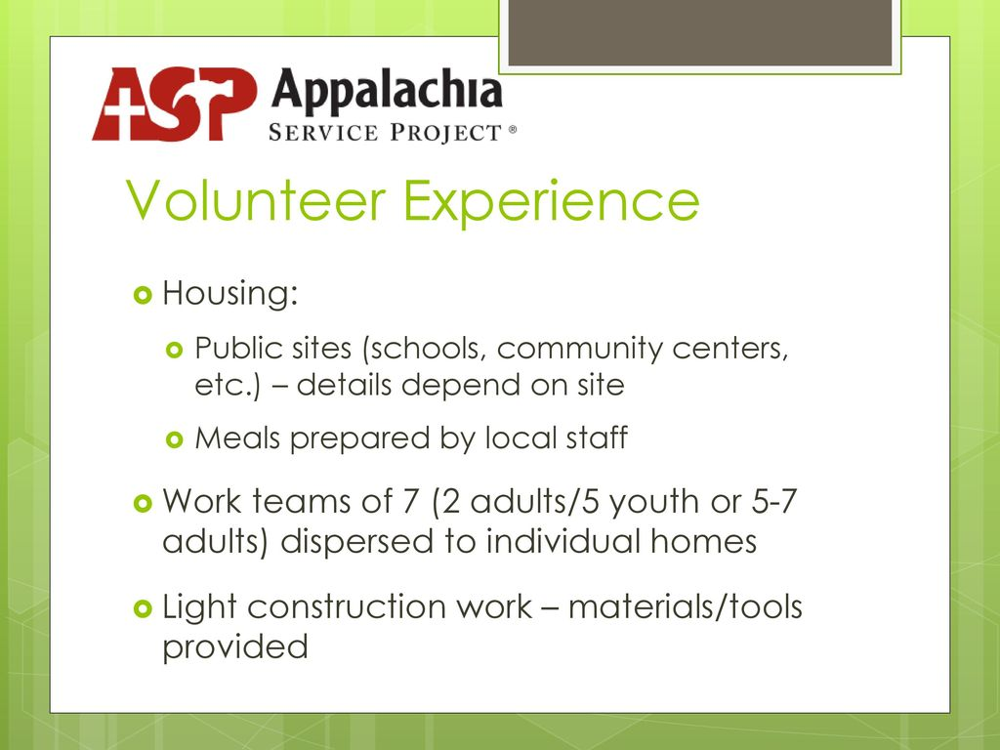 ASP Appalachia
SERVICE PROJECT ®
Volunteer Experience
Housing:
Public sites (schools, community centers,
etc.) – details depend on site
Meals prepared by local staff
Work teams of 7 (2 adults/5 youth or 5-7
adults) dispersed to individual homes
Light construction work – materials/tools
provided